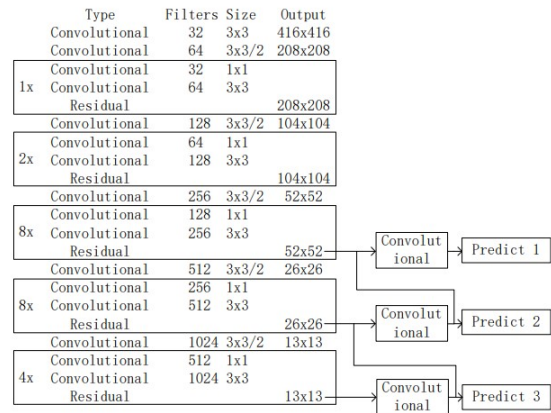 Type Filters Size Output
Convolutional 32 3x3 416x416
Convolutional 64 3x3/2 208x208
Convolutional 32 1x1
1x Convolutional 64 3x3
Residual 208x208
Convolutional 128 3x3/2 104x104
Convolutional 64 1x1
2x Convolutional 128 3x3
Residual 104x104
Convolutional 256 3x3/2 52x52
Convolutional 128 1x1
8x Convolutional 256 3x3
Residual 52x52
Convolut
ional
Predict 1
Convolutional 512 3x3/2 26x26
Convolutional 256 1x1
8x Convolutional 512 3x3
Residual 26x26
Convolut
ional
Predict 2
Convolutional 1024 3x3/2 13x13
Convolutional 512 1x1
4x Convolutional 1024 3x3
Residual 13x13
Convolut
ional
Predict 3